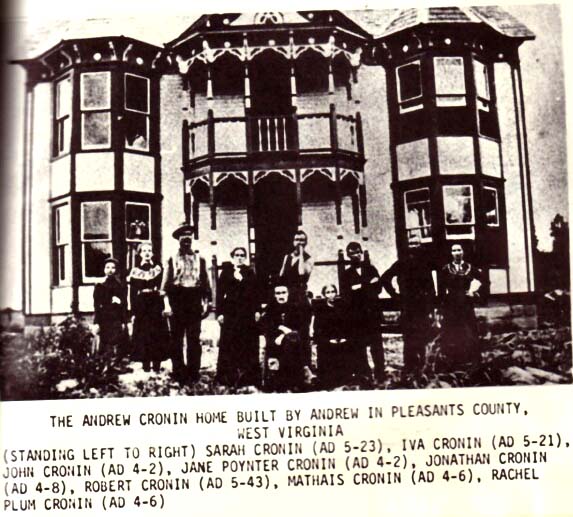 THE ANDREW CRONIN HOME BUILT BY ANDREW IN PLEASANTS COUNTY,
WEST VIRGINIA
(STANDING LEFT TO RIGHT) SARAH CRONIN (AD 5-23), IVA CRONIN (AD 5-21),
JOHN CRONIN (AD 4-2), JANE POYNTER CRONIN (AD 4-2), JONATHAN CRONIN
(AD 4-8), ROBERT CRONIN (AD 5-43), MATHAIS CRONIN (AD 4-6), RACHEL
PLUM CRONIN (AD 4-6)